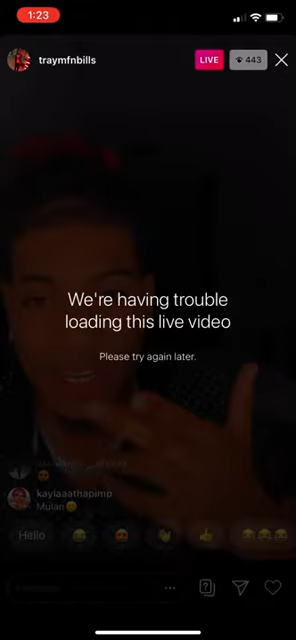 1:23
traymfnbills
LIVE
443
We're having trouble
loading this live video
Please try again later.
kaylaaathapimp
Mulan
Hello